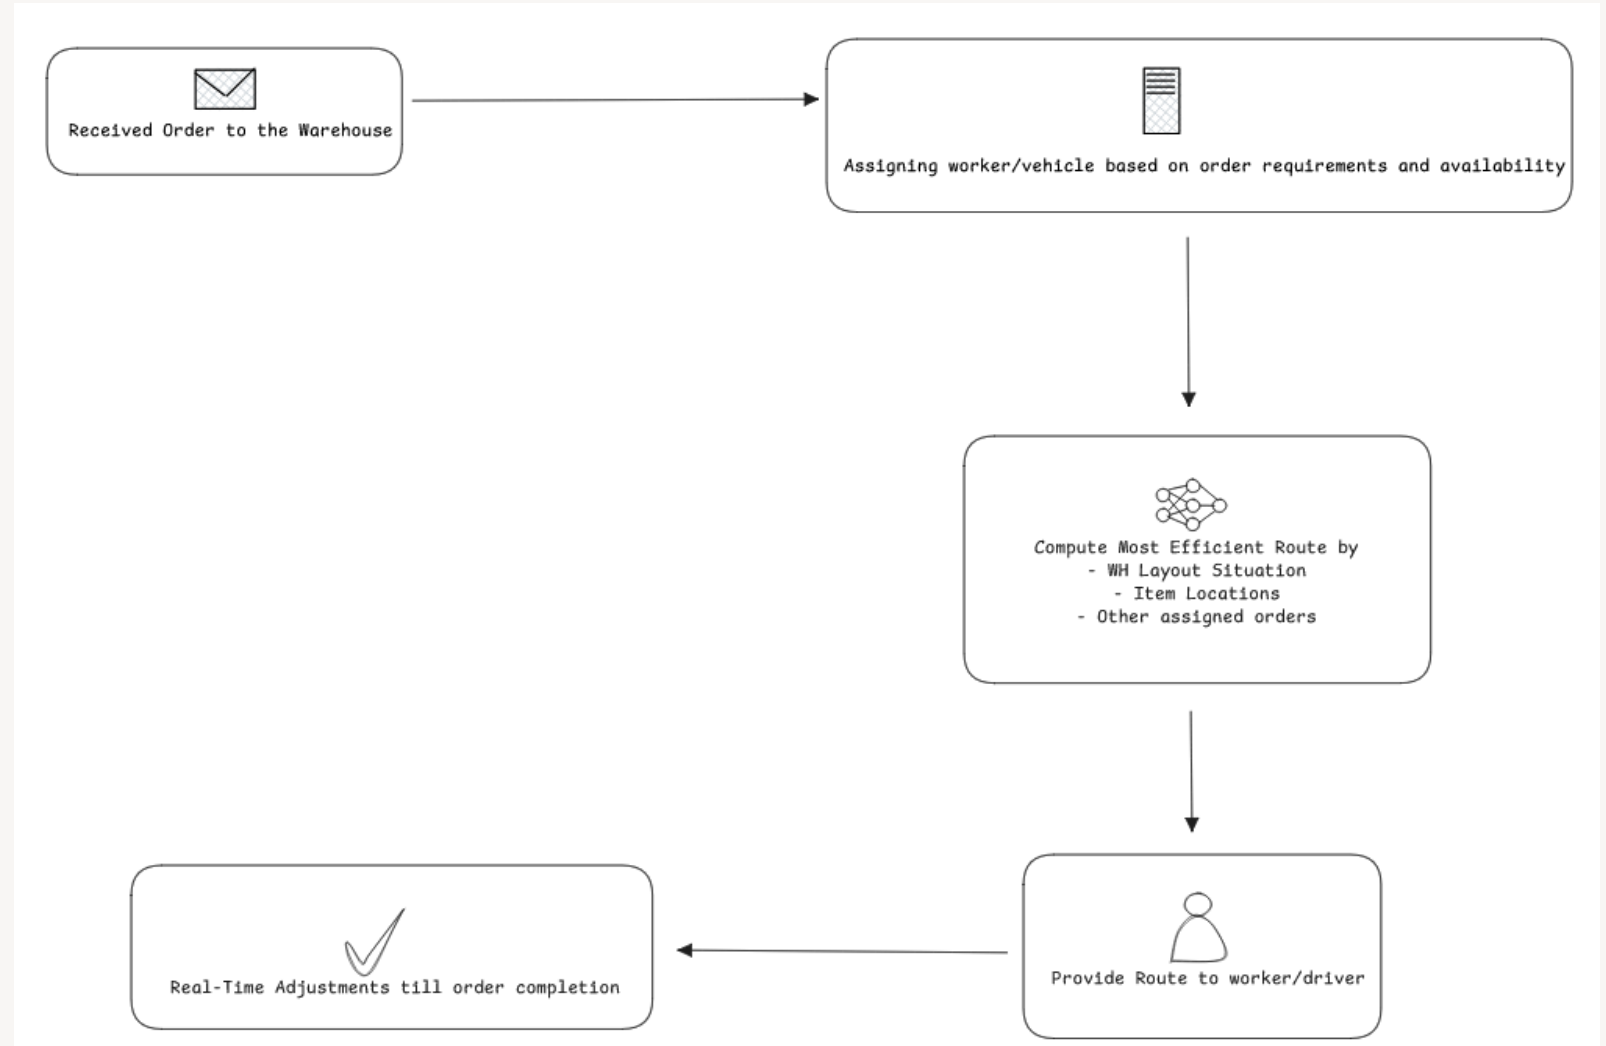 Received Order to the Warehouse
Assigning worker/vehicle based on order requirements and availability
Compute Most Efficient Route by
- WH Layout Situation
- Item Locations
- Other assigned orders
Provide Route to worker/driver
Real-Time Adjustments till order completion